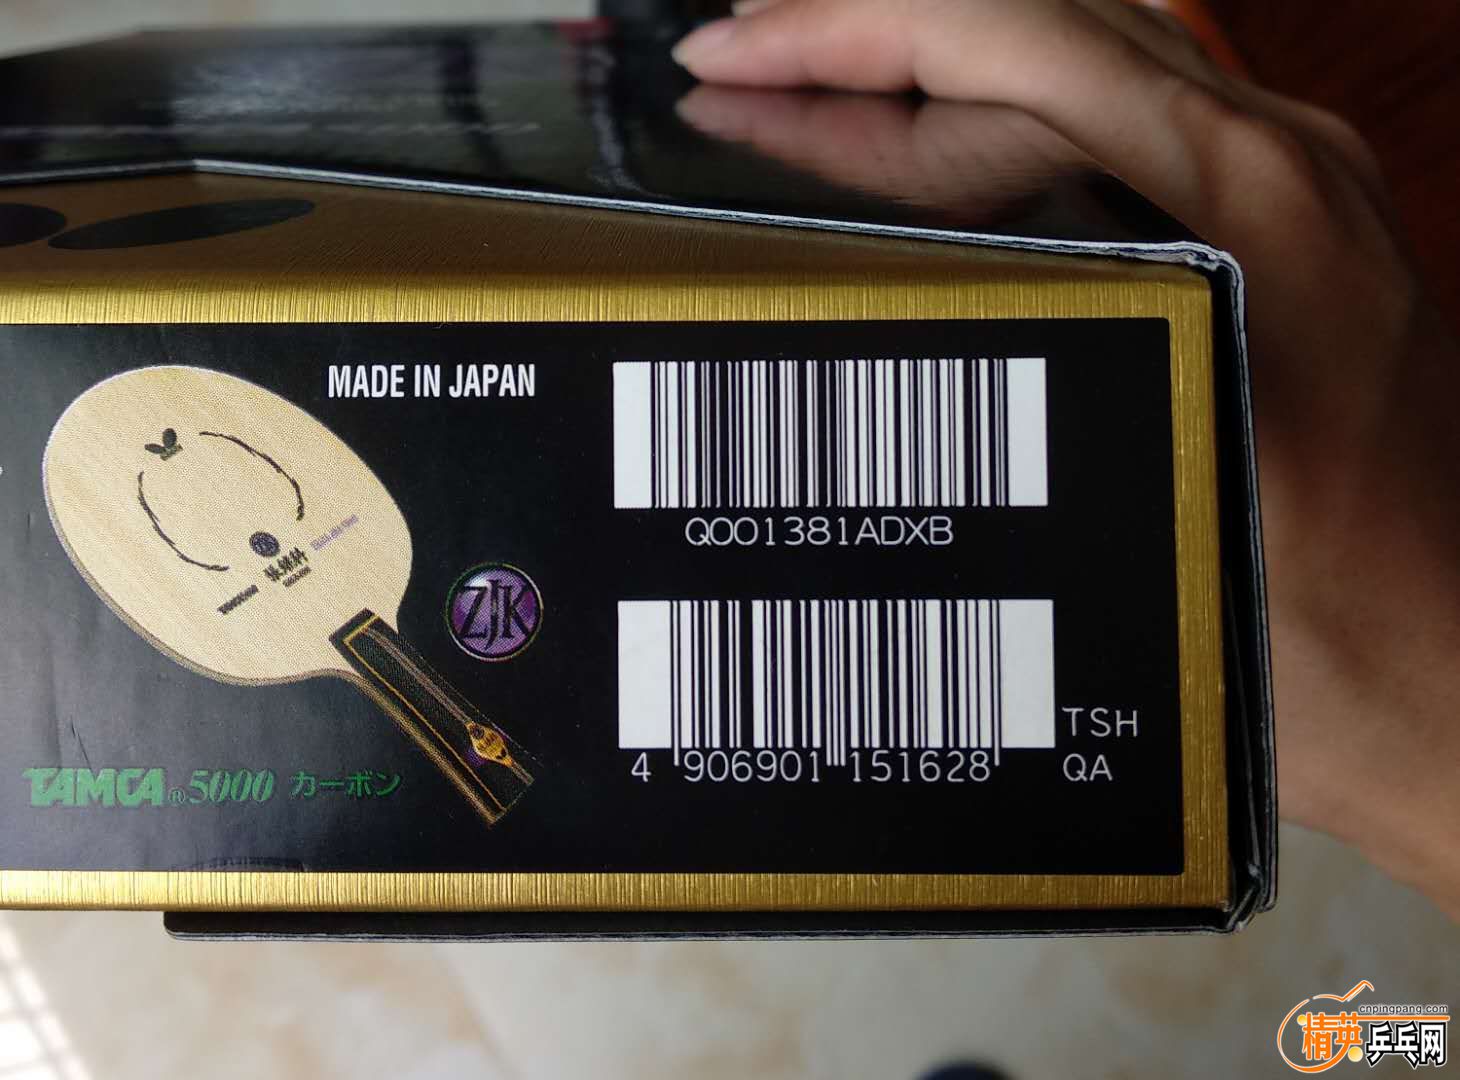 MADE IN JAPAN
Q001381ADXB
ZJK
TAMCA® 5000 カーボン
4 906901 151628
TSH
QA
cnpingpang.com
精英乒乓网